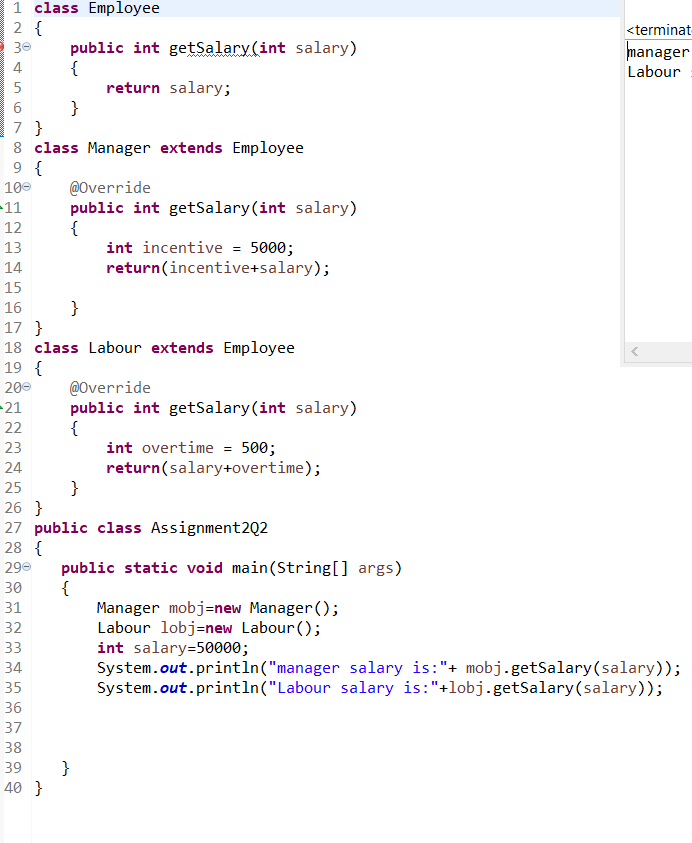 1 class Employee
2 {
3 public int getSalary(int salary)
4 {
5 return salary;
6 }
7 }
8 class Manager extends Employee
9 {
10 @Override
11 public int getSalary(int salary)
12 {
13 int incentive = 5000;
14 return(incentive+salary);
15
16 }
17 }
18 class Labour extends Employee
19 {
20 @Override
21 public int getSalary(int salary)
22 {
23 int overtime = 500;
24 return(salary+overtime);
25 }
26 }
27 public class Assignment2Q2
28 {
29 public static void main(String[] args)
30 {
31 Manager mobj=new Manager();
32 Labour lobj=new Labour();
33 int salary=50000;
34 System.out.println("manager salary is:"+ mobj.getSalary(salary));
35 System.out.println("Labour salary is:"+lobj.getSalary(salary));
36
37
38
39 }
40 }
<terminat
manager
Labour